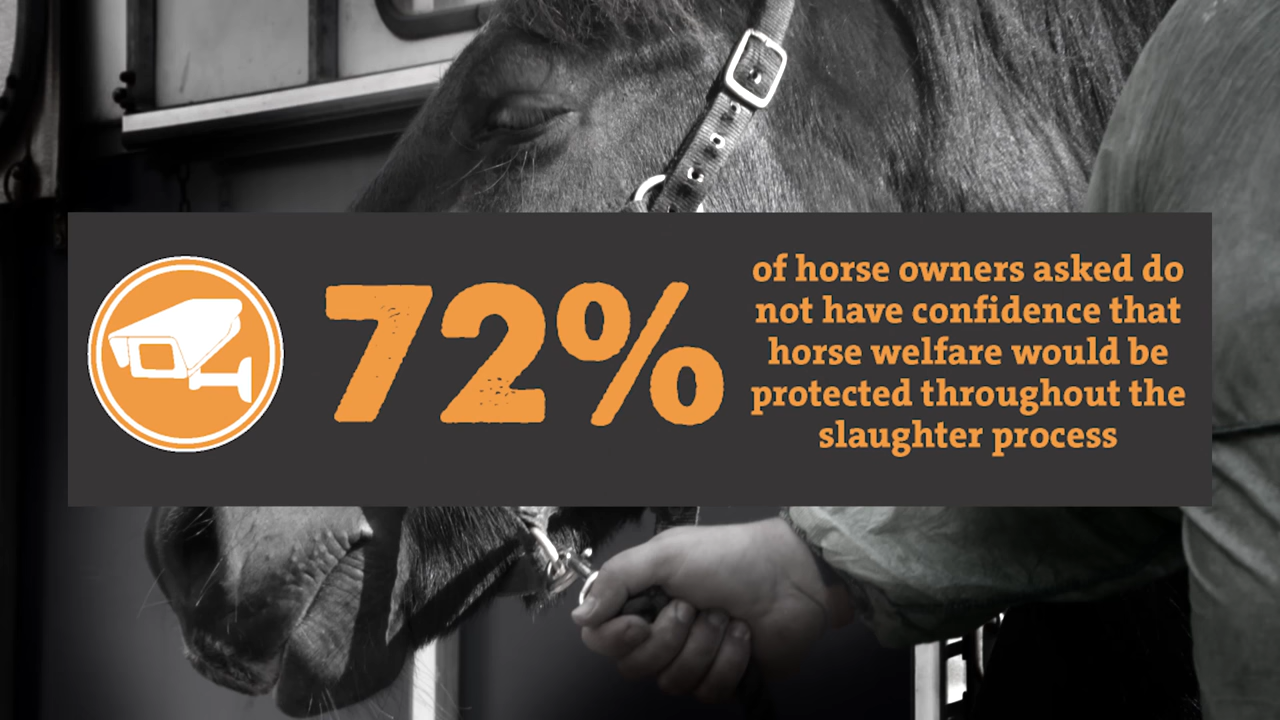 72%
of horse owners asked do
not have confidence that
horse welfare would be
protected throughout the
slaughter process